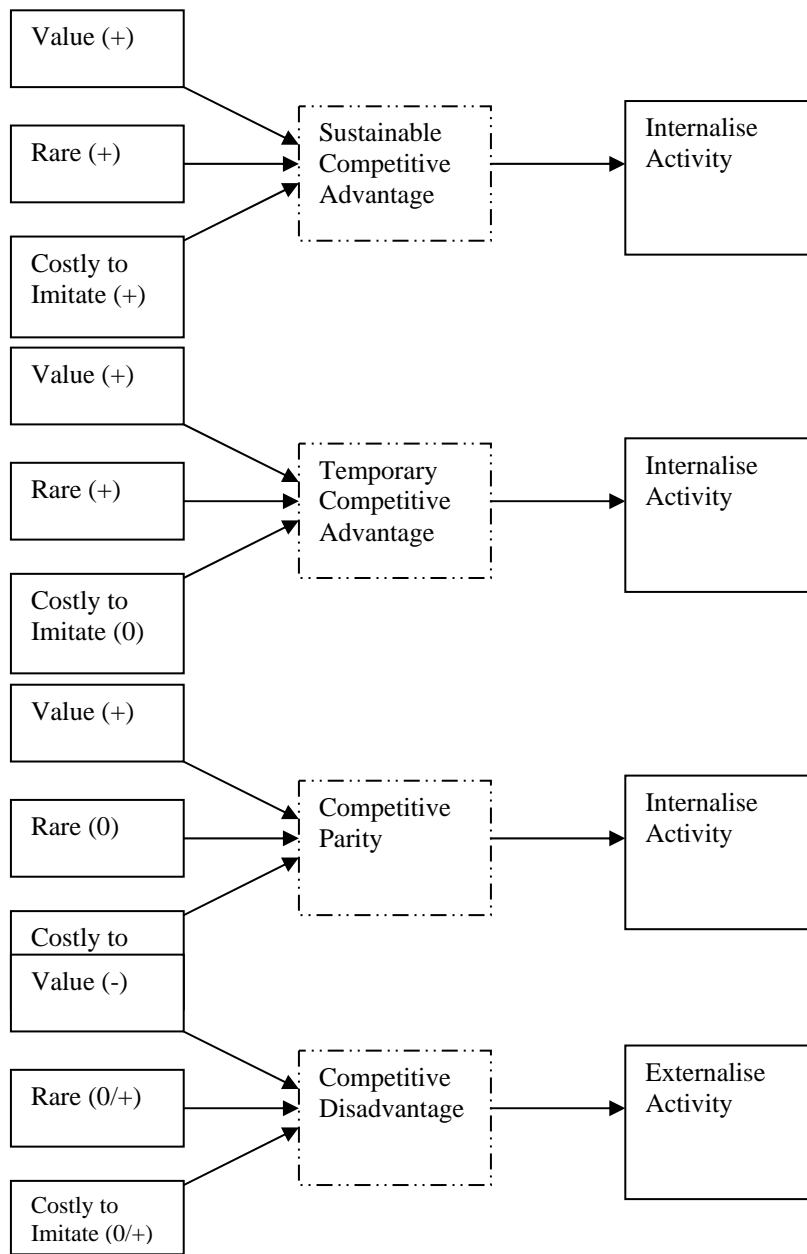 Value (+)
Rare (+)
Costly to
Imitate (+)
Sustainable
Competitive
Advantage
Internalise
Activity
Value (+)
Rare (+)
Costly to
Imitate (0)
Temporary
Competitive
Advantage
Internalise
Activity
Value (+)
Rare (0)
Costly to
Competitive
Parity
Internalise
Activity
Value (-)
Rare (0/+)
Costly to
Imitate (0/+)
Competitive
Disadvantage
Externalise
Activity